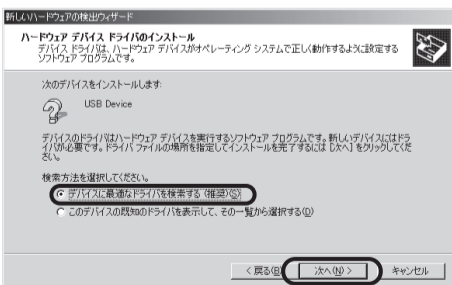 新しいハードウェアの検出ウィザード
ハードウェア デバイス ドライバのインストール
デバイス ドライバは、ハードウェア デバイスがオペレーティング システムで正しく動作するように設定する
ソフトウェア プログラムです。
次のデバイスをインストールします:
USB Device
デバイスのドライバはハードウェア デバイスを実行するソフトウェア プログラムです。新しいデバイスにはドラ
イバが必要です。ドライバ ファイルの場所を指定してインストールを完了するには [次へ] をクリックしてくだ
さい。
検索方法を選択してください。
デバイスに最適なドライバを検索する (推奨)(S)
このデバイスの既知のドライバを表示して、その一覧から選択する(D)
< 戻る(B)
次へ(N) >
キャンセル